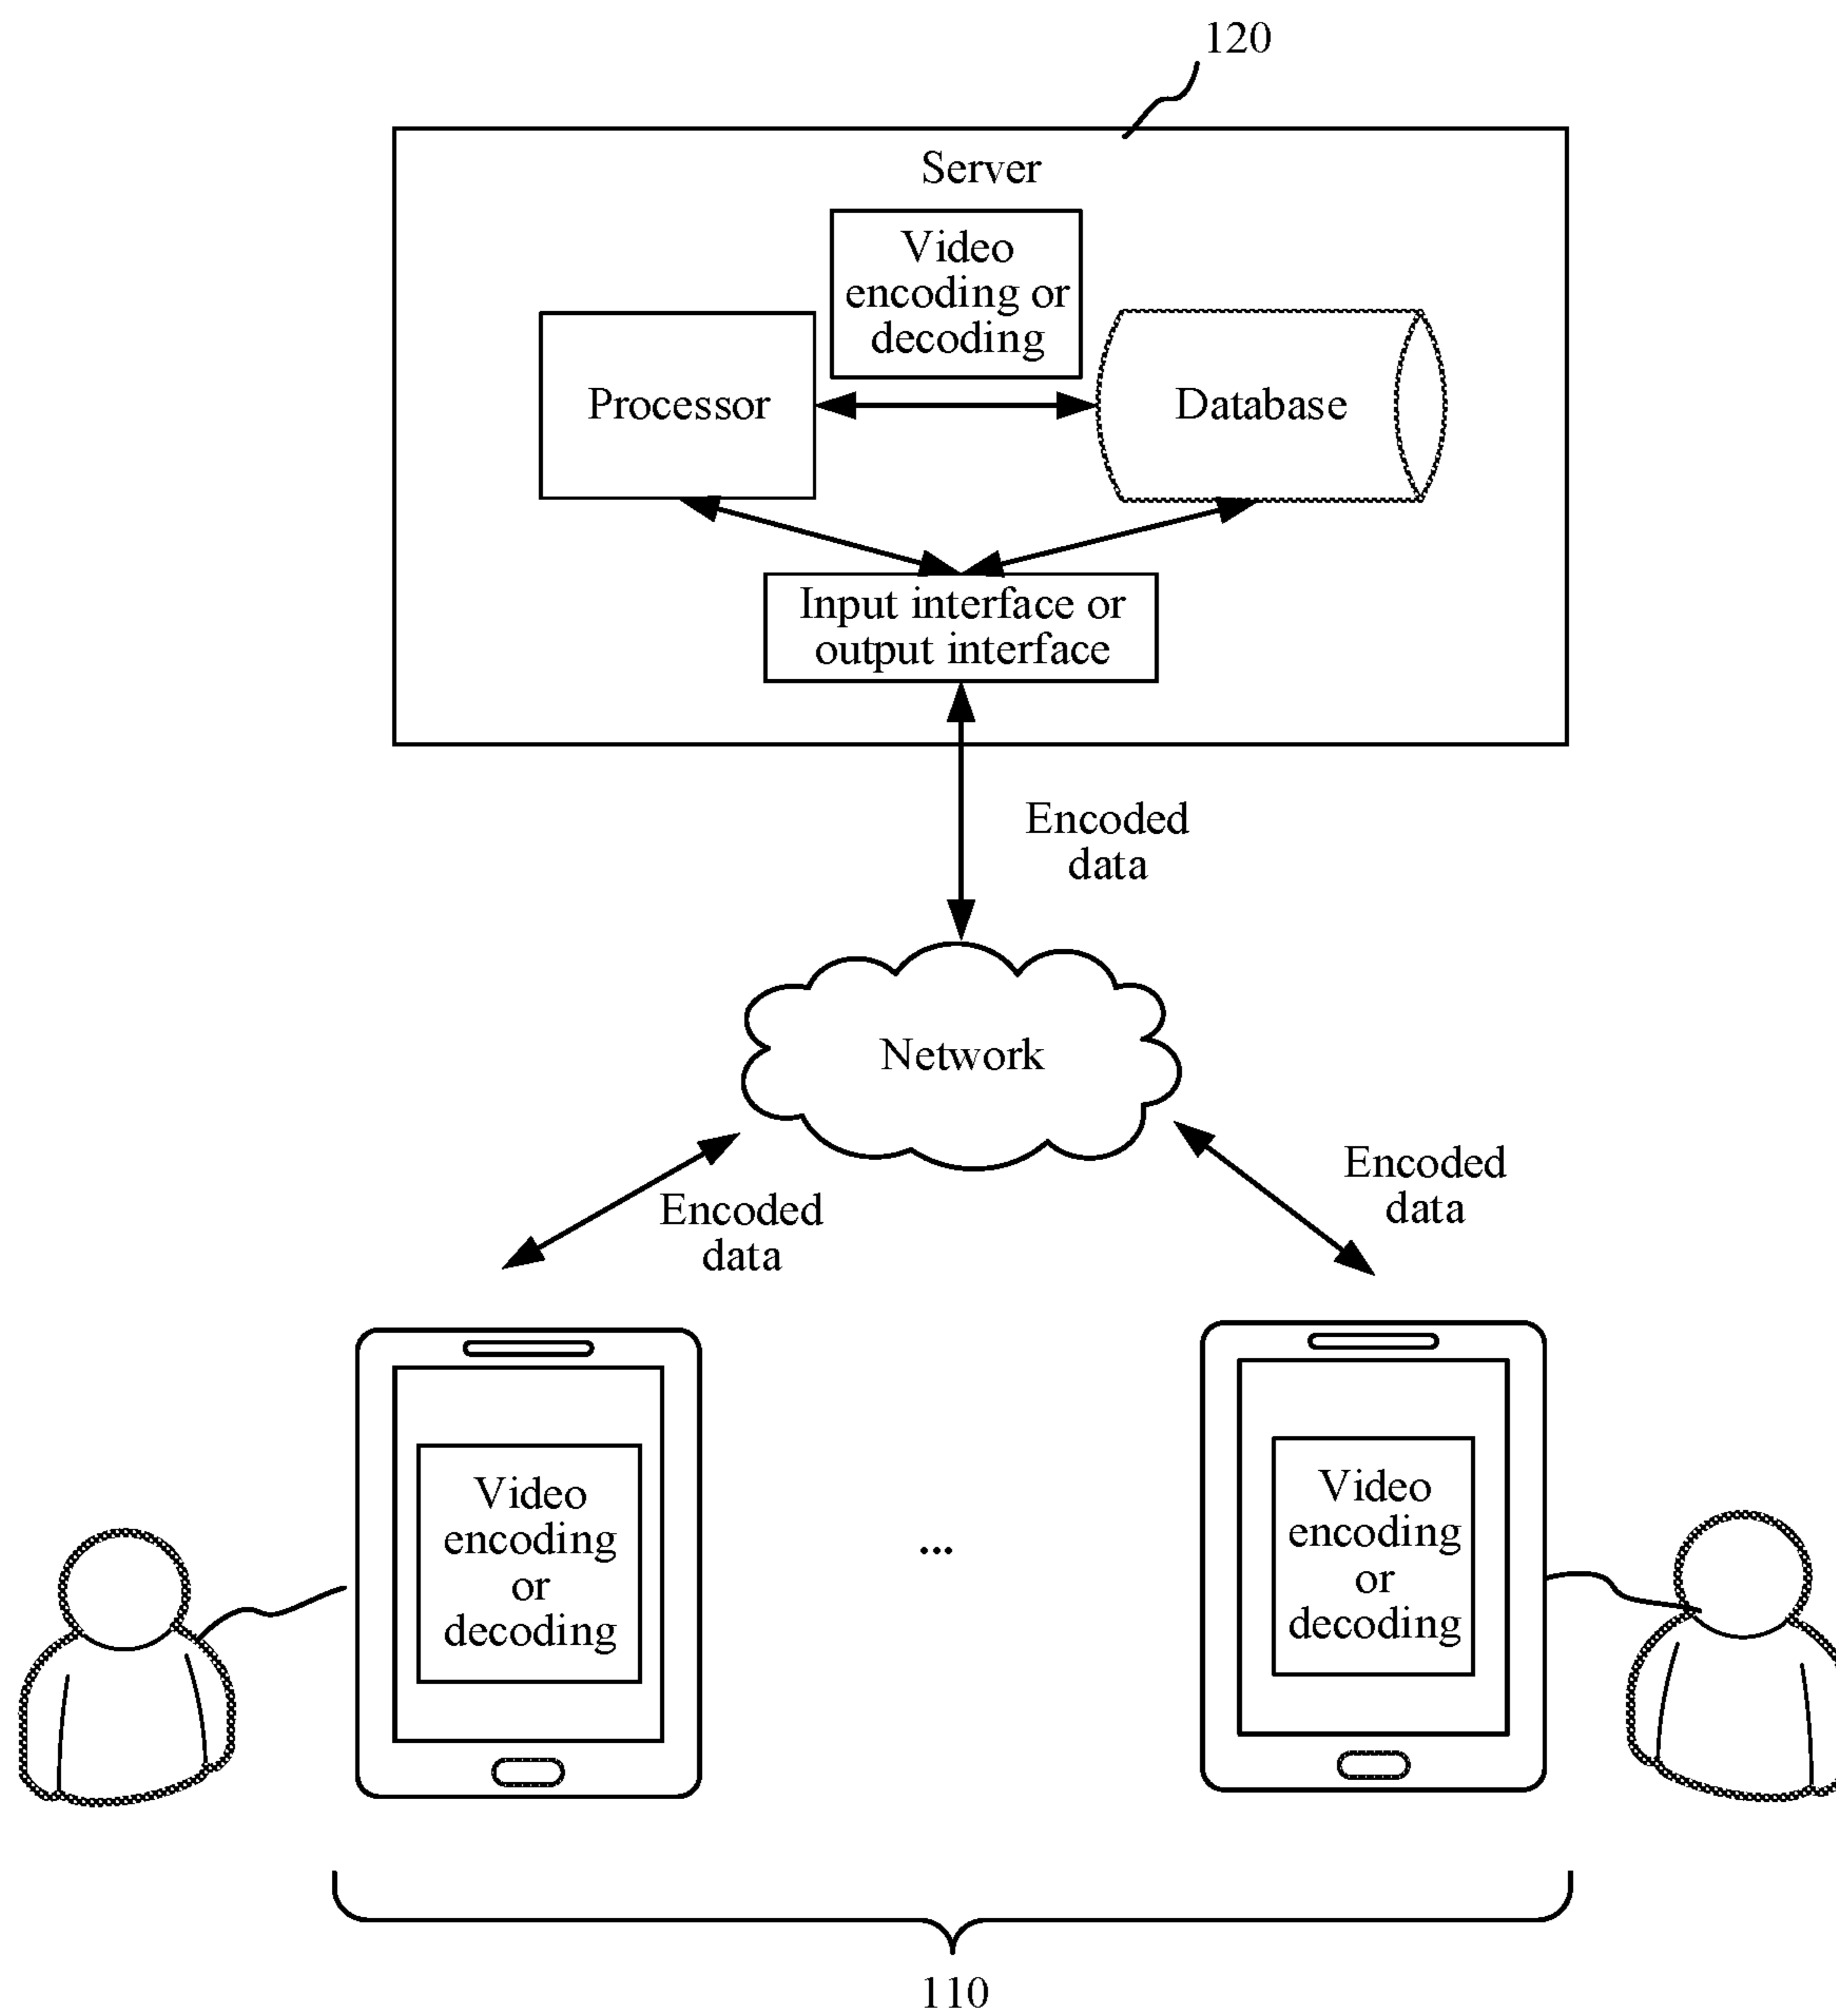 120
Server
Video
encoding or
decoding
Processor
Database
Input interface or
output interface
Encoded
data
Network
Encoded
data
Encoded
data
Video
encoding
or
decoding
...
Video
encoding
or
decoding
110